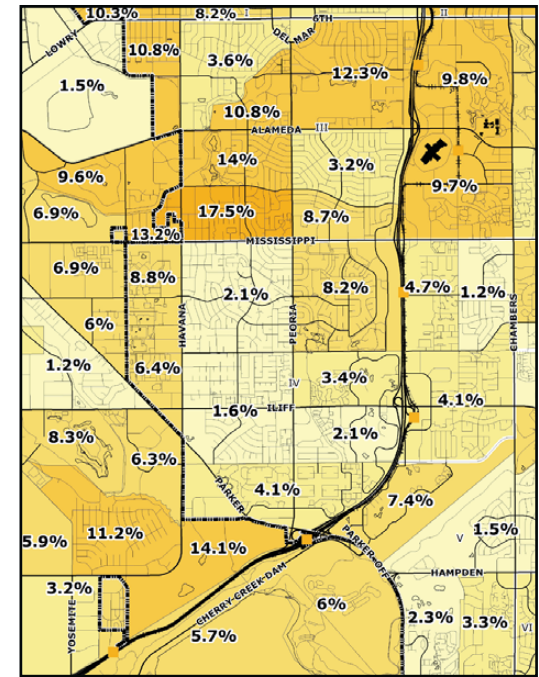 10.3%
8.2%
I
6TH
II
LOWRY
DEL MAR
10.8%
3.6%
12.3%
9.8%
1.5%
10.8%
ALAMEDA
III
14%
3.2%
9.6%
9.7%
6.9%
17.5%
8.7%
13.2%
MISSISSIPPI
6.9%
8.8%
2.1%
8.2%
4.7%
1.2%
HAVANA
PEORIA
CHAMBERS
6%
1.2%
6.4%
3.4%
IV
1.6%
ILIFF
4.1%
8.3%
2.1%
6.3%
4.1%
PARKER
7.4%
11.2%
5.9%
14.1%
PARKER OFF
1.5%
V
HAMPDEN
3.2%
CHERRY CREEK DAM
6%
YOSEMITE
5.7%
2.3%
3.3%
VI